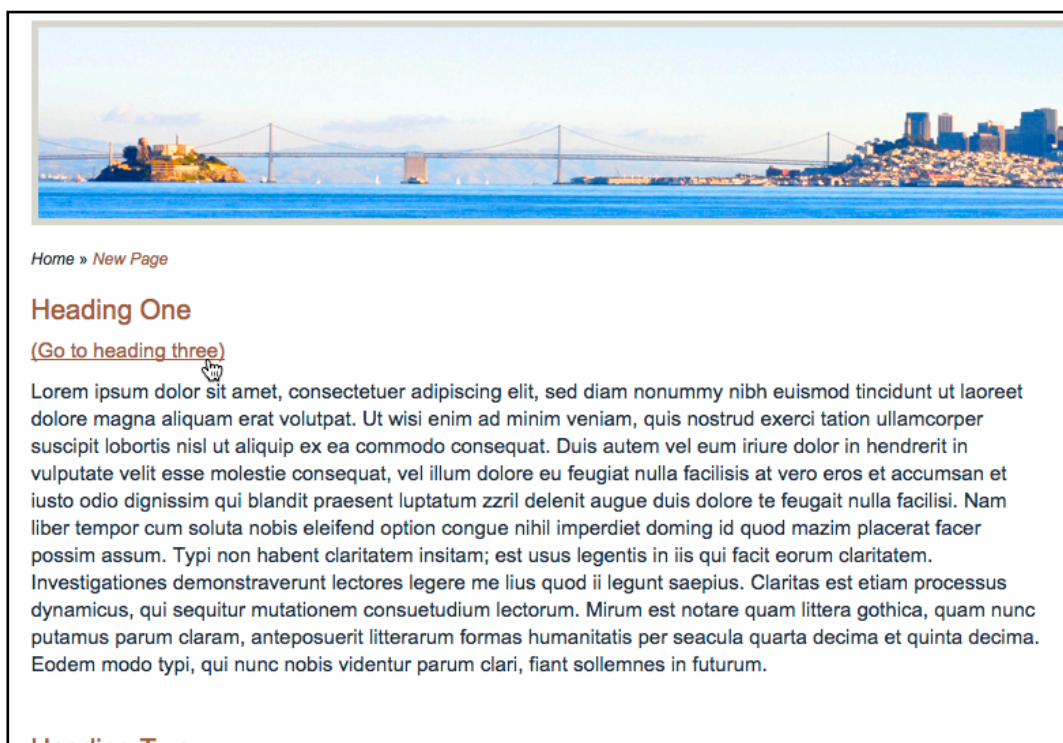 Home » New Page
Heading One
(Go to heading three)
Lorem ipsum dolor sit amet, consectetuer adipiscing elit, sed diam nonummy nibh euismod tincidunt ut laoreet
dolore magna aliquam erat volutpat. Ut wisi enim ad minim veniam, quis nostrud exerci tation ullamcorper
suscipit lobortis nisl ut aliquip ex ea commodo consequat. Duis autem vel eum iriure dolor in hendrerit in
vulputate velit esse molestie consequat, vel illum dolore eu feugiat nulla facilisis at vero eros et accumsan et
iusto odio dignissim qui blandit praesent luptatum zzril delenit augue duis dolore te feugait nulla facilisi. Nam
liber tempor cum soluta nobis eleifend option congue nihil imperdiet doming id quod mazim placerat facer
possim assum. Typi non habent claritatem insitam; est usus legentis in iis qui facit eorum claritatem.
Investigationes demonstraverunt lectores legere me lius quod ii legunt saepius. Claritas est etiam processus
dynamicus, qui sequitur mutationem consuetudium lectorum. Mirum est notare quam littera gothica, quam nunc
putamus parum claram, anteposuerit litterarum formas humanitatis per seacula quarta decima et quinta decima.
Eodem modo typi, qui nunc nobis videntur parum clari, fiant sollemnes in futurum.
Heading Two